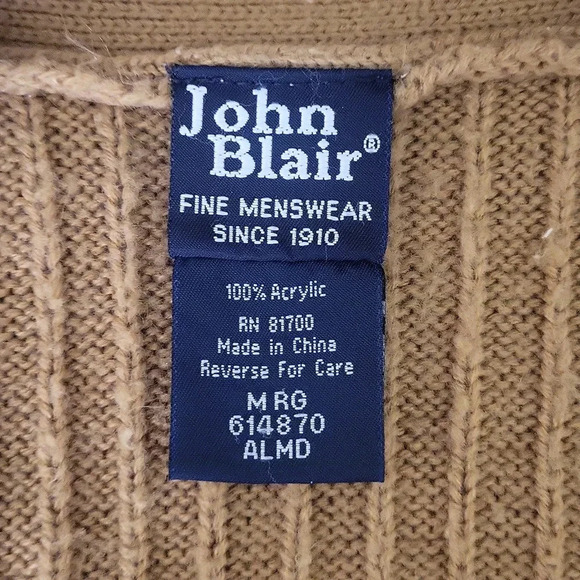 John
Blair®
FINE MENSWEAR
SINCE 1910
100% Acrylic
RN 81700
Made in China
Reverse For Care
M RG
614870
ALMD